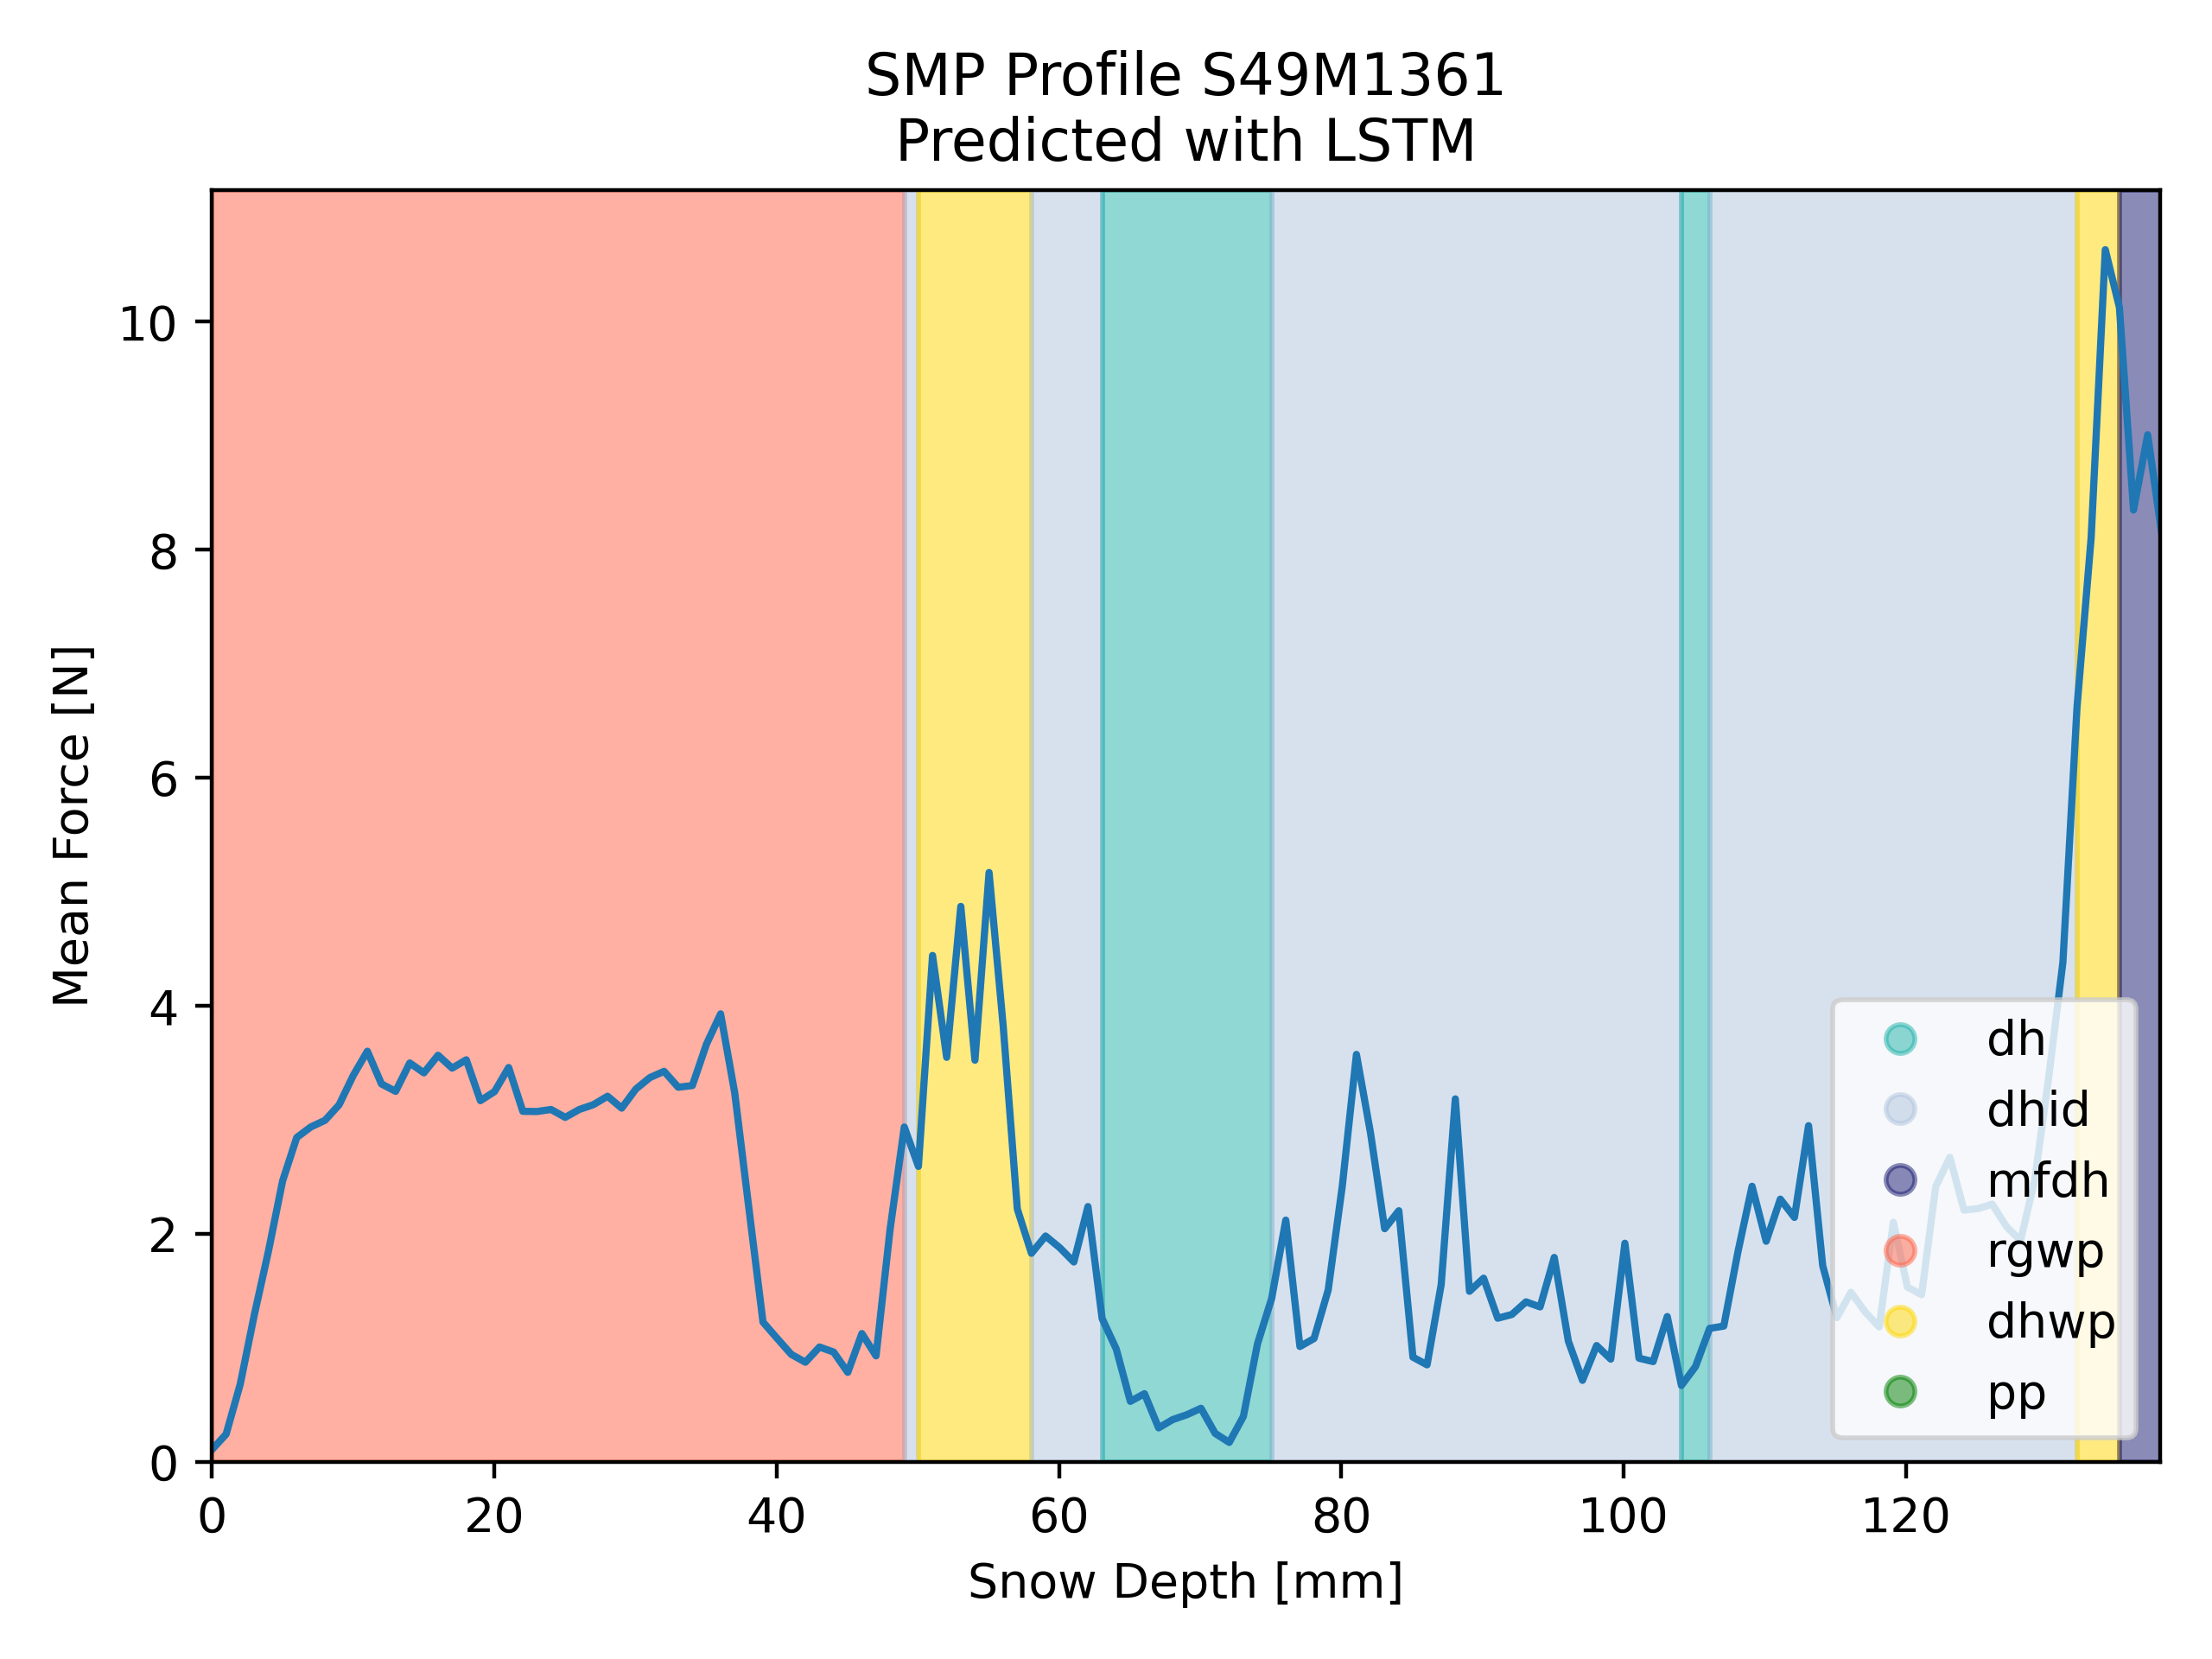 SMP Profile S49M1361
Predicted with LSTM
Mean Force [N]
10
8
6
4
2
0
0 20 40 60 80 100 120
Snow Depth [mm]
dh
dhid
mfdh
rgwp
dhwp
pp